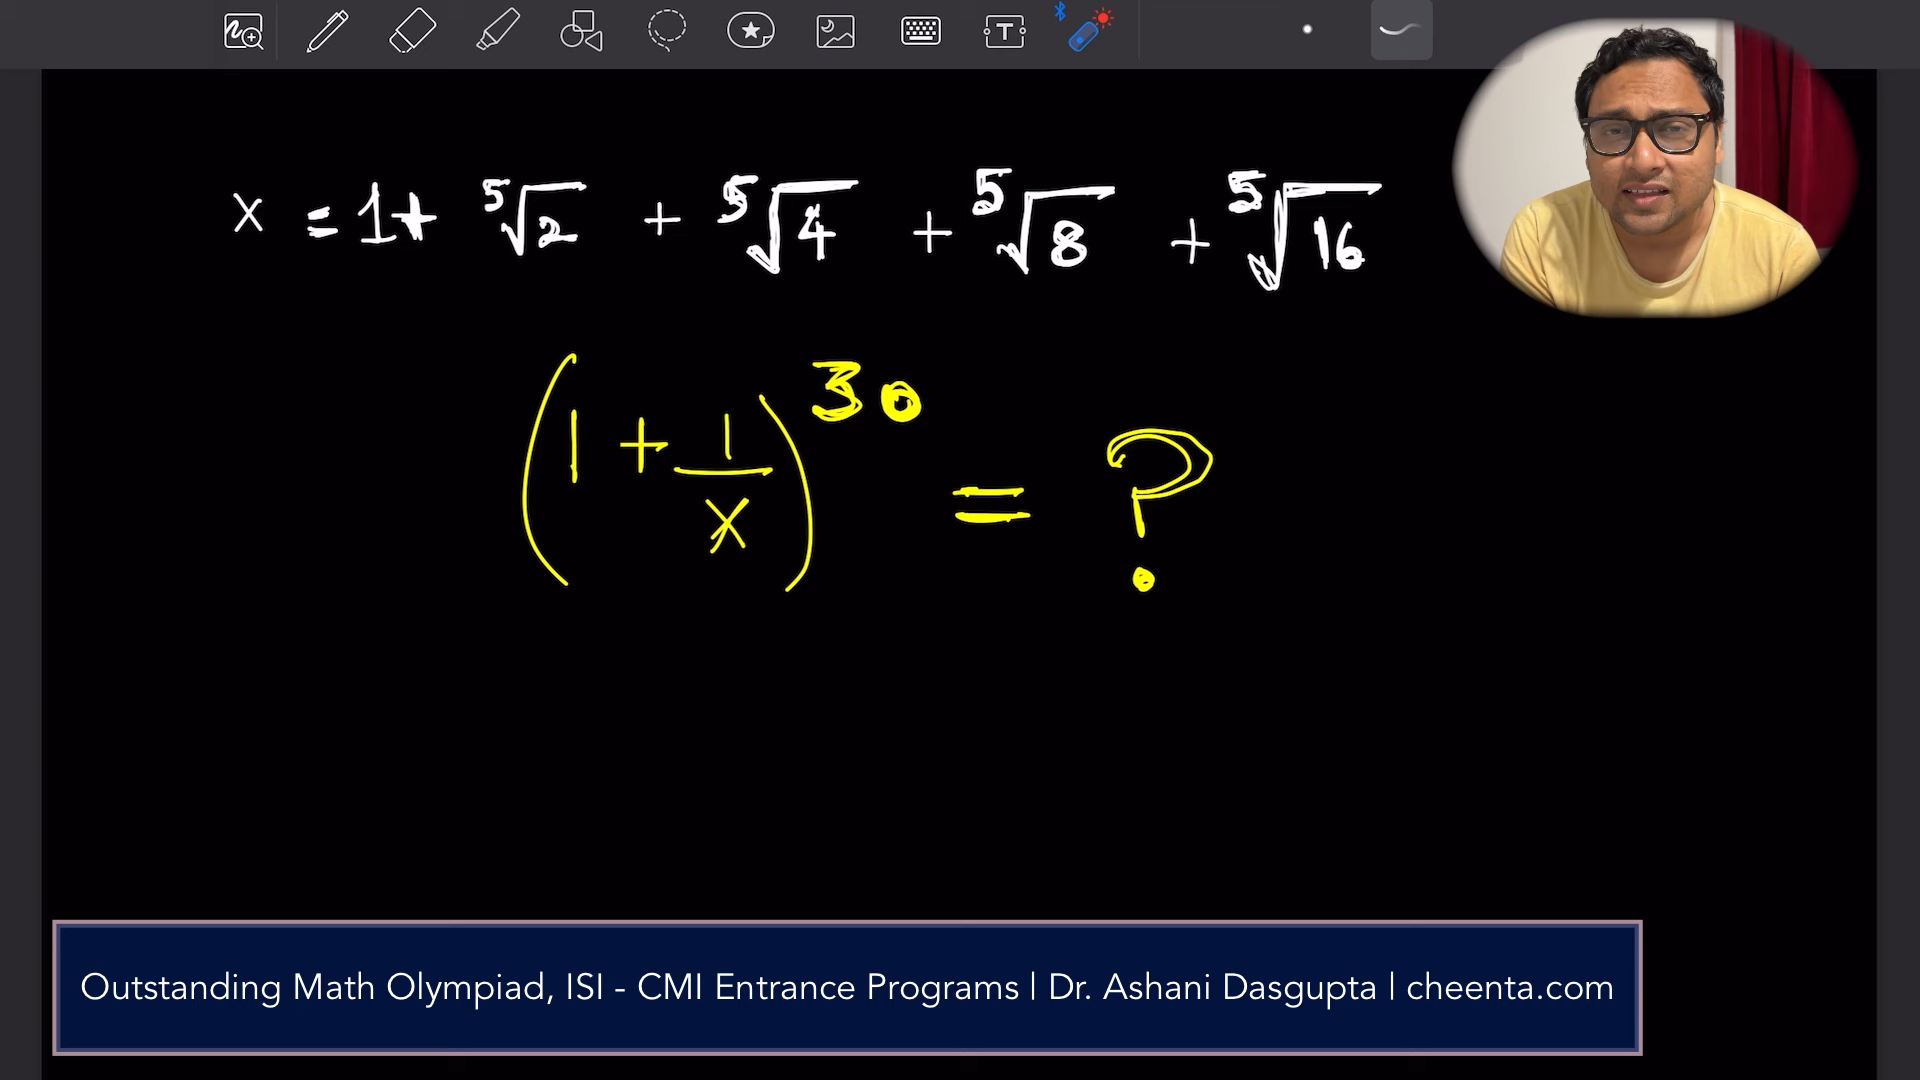 x = 1 + ⁵√2 + ⁵√4 + ⁵√8 + ⁵√16
(1 + 1/x)³⁰ = ?
Outstanding Math Olympiad, ISI - CMI Entrance Programs | Dr. Ashani Dasgupta | cheenta.com